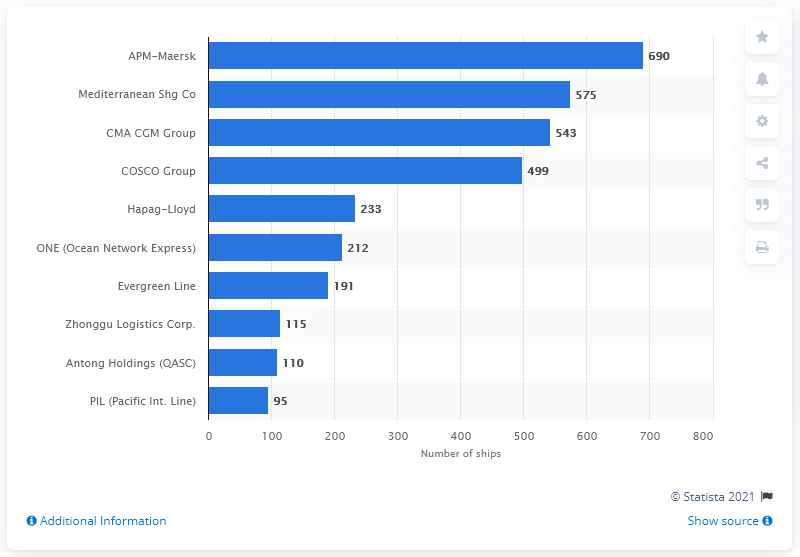 APM-Maersk 690
Mediterranean Shg Co 575
CMA CGM Group 543
COSCO Group 499
Hapag-Lloyd 233
ONE (Ocean Network Express) 212
Evergreen Line 191
Zhonggu Logistics Corp. 115
Antong Holdings (QASC) 110
PIL (Pacific Int. Line) 95
0 100 200 300 400 500 600 700 800
Number of ships
© Statista 2021
Additional Information
Show source